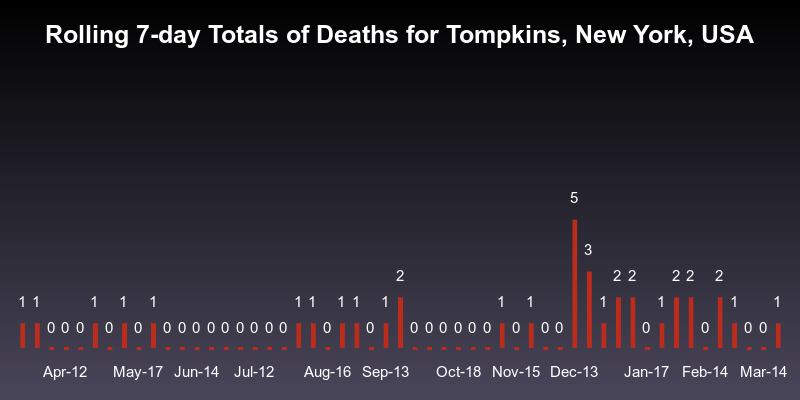 Rolling 7-day Totals of Deaths for Tompkins, New York, USA
5
3
2 2 2 2 2 2
1 1 1 1 1 1 1 1 1 1 1 1 1 1 1 1
0 0 0 0 0 0 0 0 0 0 0 0 0 0 0 0 0 0 0 0 0 0 0 0 0 0 0 0 0
Apr-12 May-17 Jun-14 Jul-12 Aug-16 Sep-13 Oct-18 Nov-15 Dec-13 Jan-17 Feb-14 Mar-14